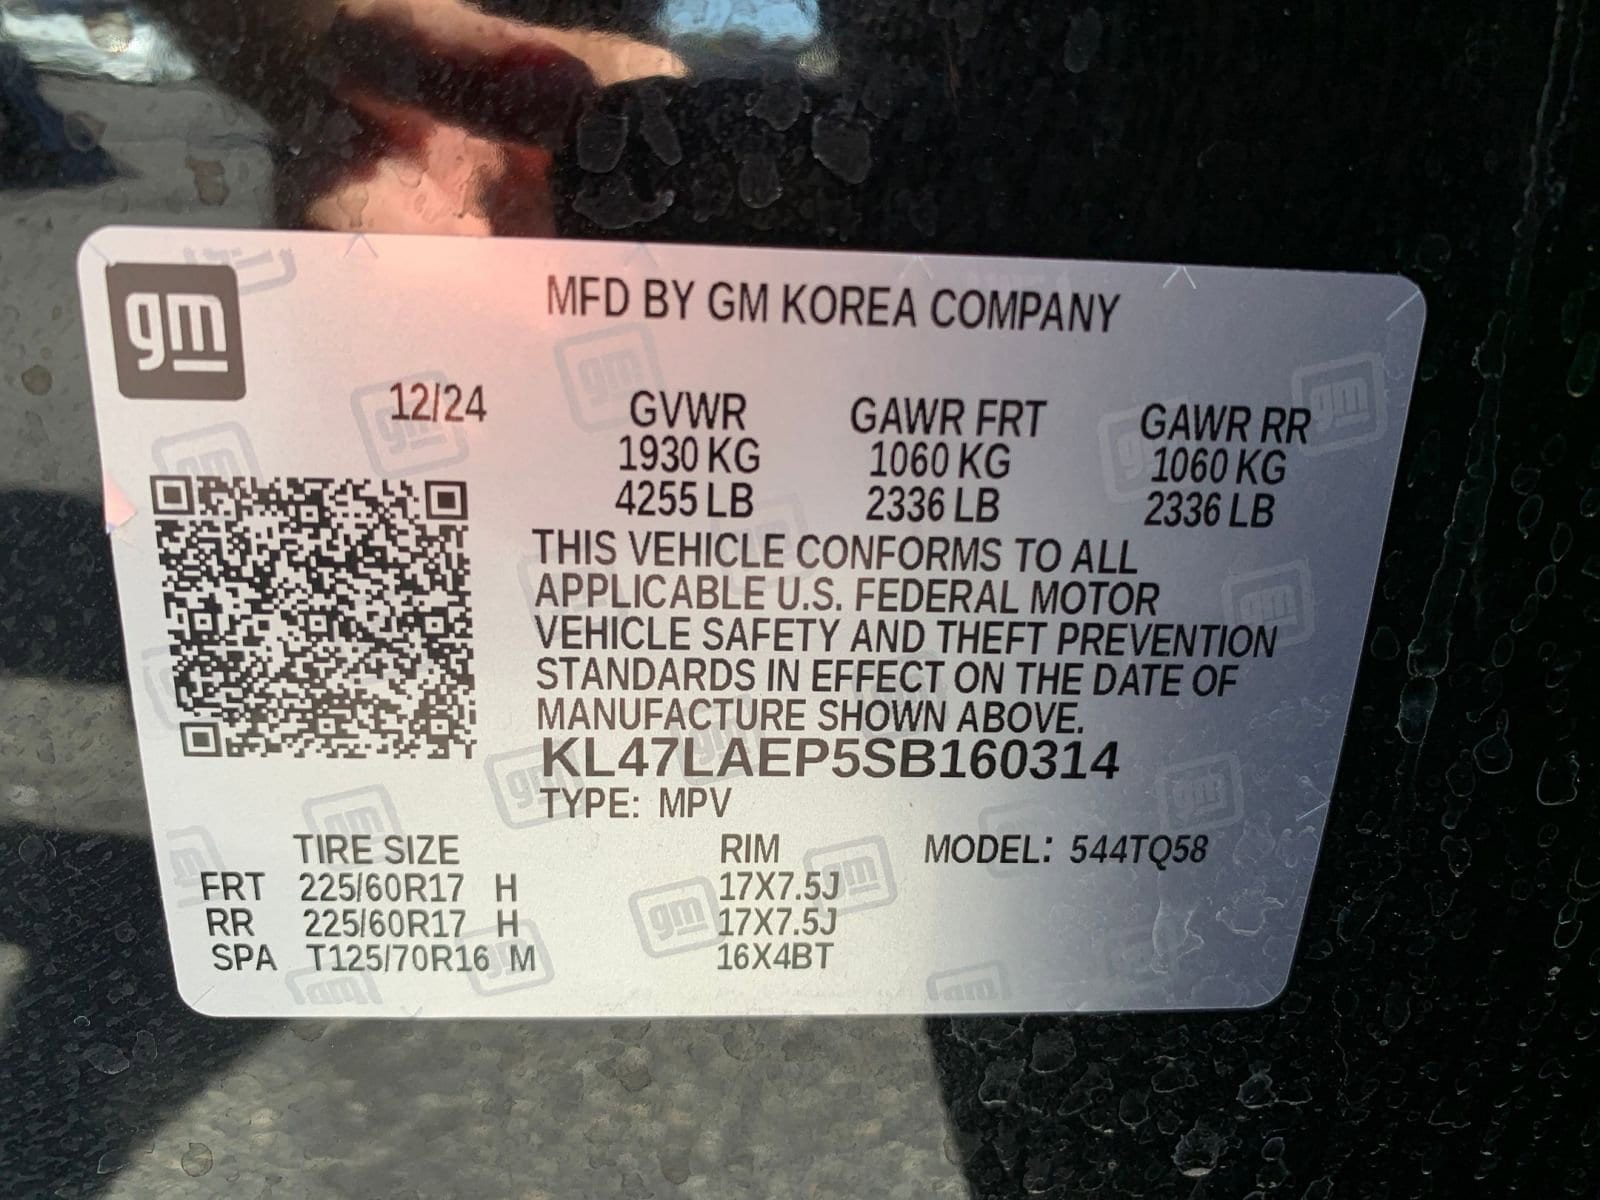 gm
MFD BY GM KOREA COMPANY
12/24 GVWR GAWR FRT GAWR RR
1930 KG 1060 KG 1060 KG
4255 LB 2336 LB 2336 LB
THIS VEHICLE CONFORMS TO ALL
APPLICABLE U.S. FEDERAL MOTOR
VEHICLE SAFETY AND THEFT PREVENTION
STANDARDS IN EFFECT ON THE DATE OF
MANUFACTURE SHOWN ABOVE.
KL47LAEP5SB160314
TYPE: MPV
TIRE SIZE RIM MODEL: 544TQ58
FRT 225/60R17 H 17X7.5J
RR 225/60R17 H 17X7.5J
SPA T125/70R16 M 16X4BT